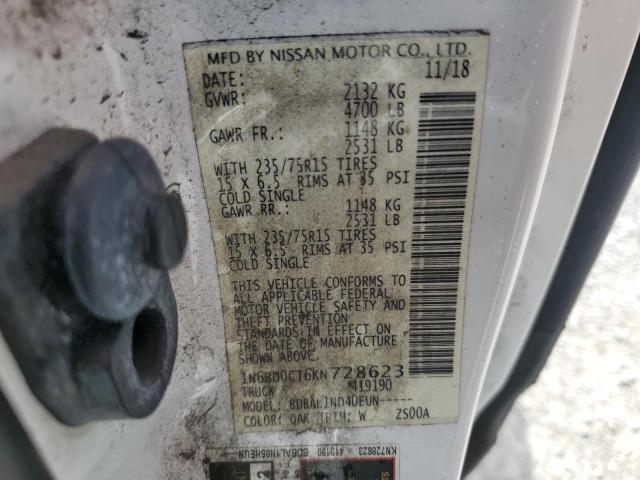 MFD BY NISSAN MOTOR CO., LTD.
DATE: 11/18
GVWR: 2132 KG
4700 LB
GAWR FR.: 1148 KG
2531 LB
WITH 235/75R15 TIRES
15 X 6.5 RIMS AT 35 PSI
COLD SINGLE
GAWR RR.: 1148 KG
2531 LB
WITH 235/75R15 TIRES
15 X 6.5 RIMS AT 35 PSI
COLD SINGLE
THIS VEHICLE CONFORMS TO
ALL APPLICABLE FEDERAL
MOTOR VEHICLE SAFETY AND
THEFT PREVENTION
STANDARDS IN EFFECT ON
THE DATE OF MANUFACTURE
SHOWN ABOVE.
1N6BD0CT6KN728623
TRUCK *419190
MODEL: BDBALIND40EUN-----
COLOR: QAK TRIM: W ZS00A
KN728623 419190